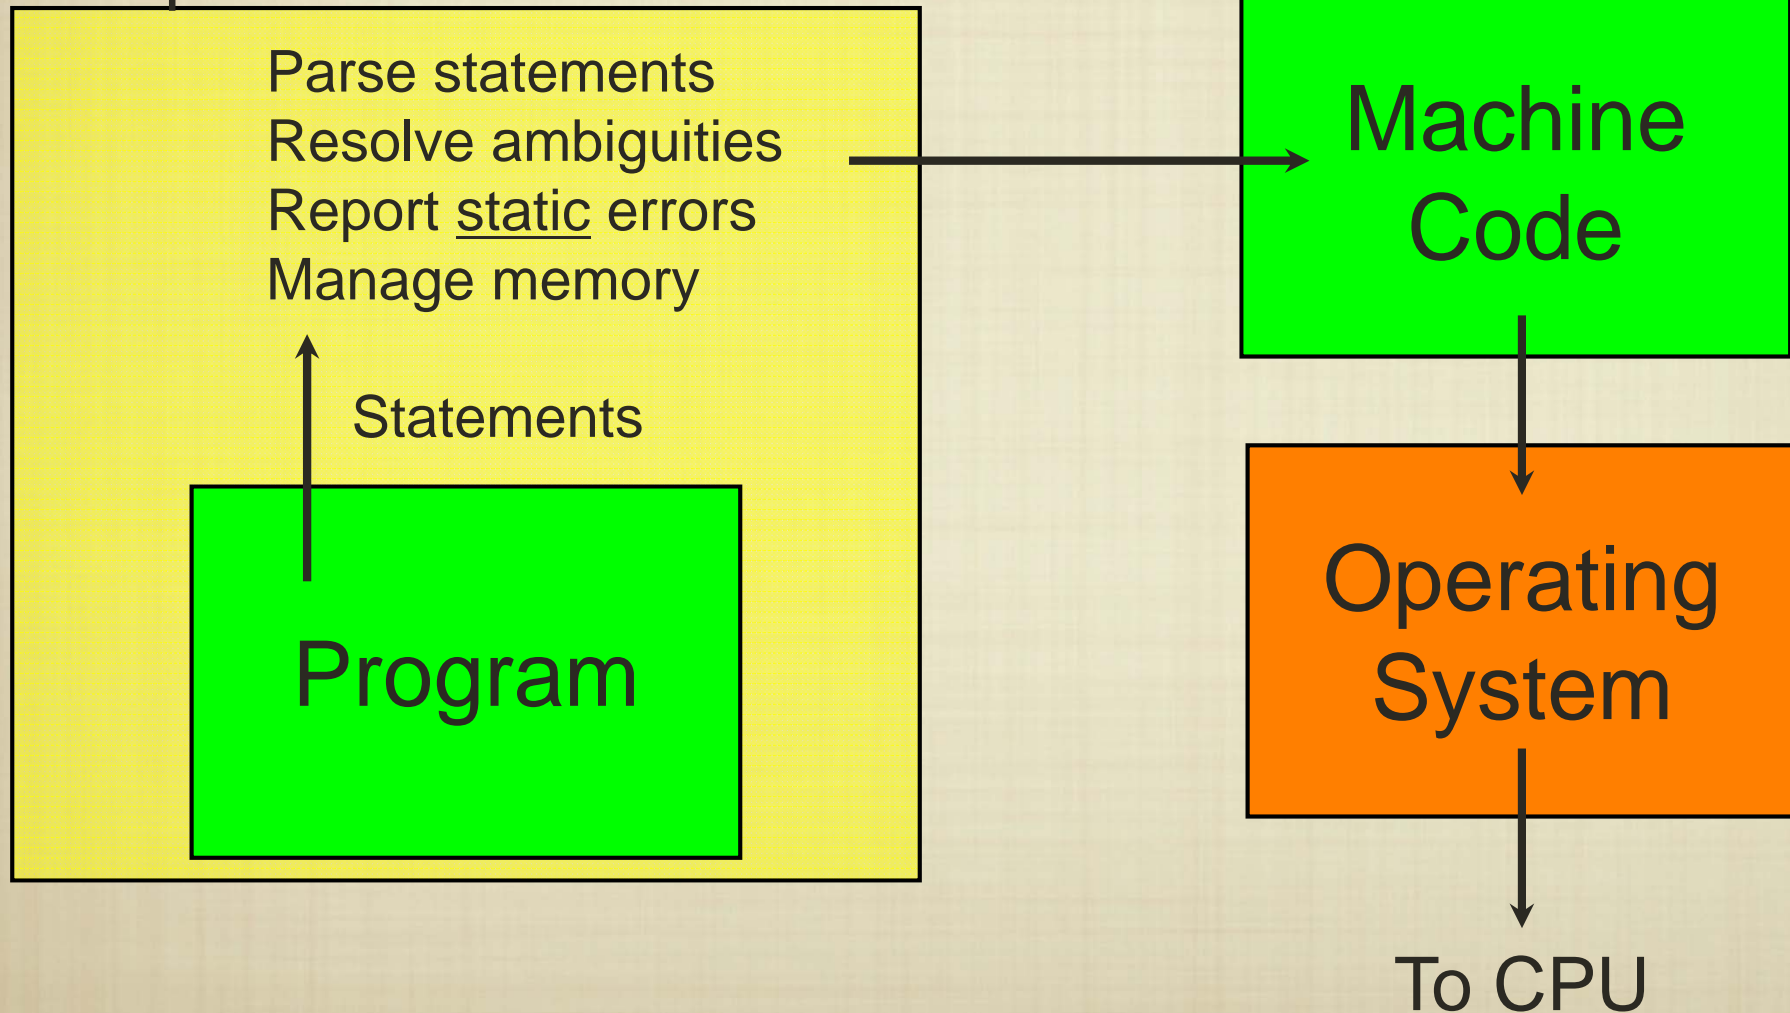 Parse statements
Resolve ambiguities
Report static errors
Manage memory
Statements
Program
Machine
Code
Operating
System
To CPU